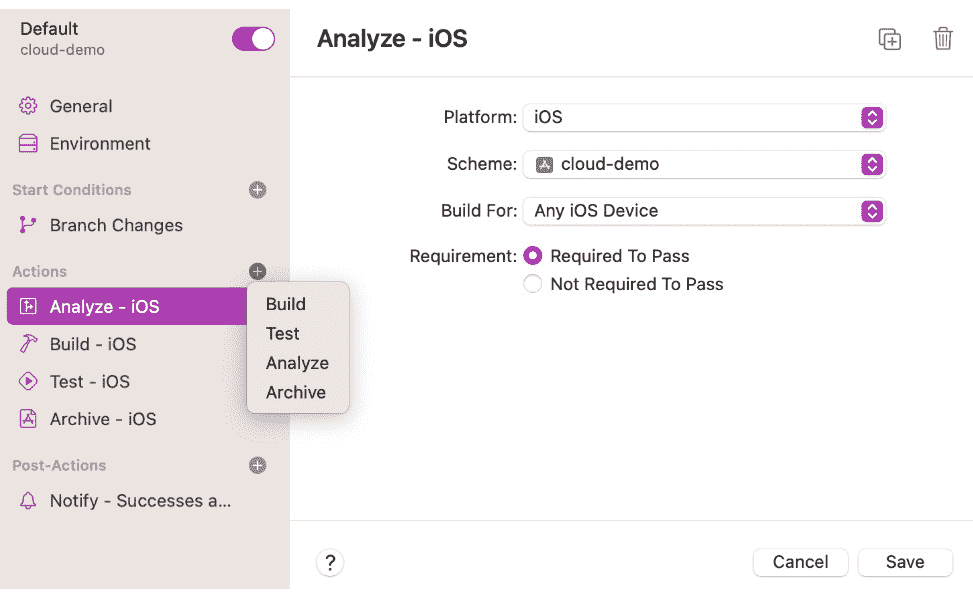 Default
cloud-demo
General
Environment
Start Conditions
Branch Changes
Actions
Analyze - iOS
Build - iOS
Test - iOS
Archive - iOS
Post-Actions
Notify - Successes a...
Build
Test
Analyze
Archive
Analyze - iOS
Platform: iOS
Scheme: cloud-demo
Build For: Any iOS Device
Requirement: Required To Pass
Not Required To Pass
? Cancel Save